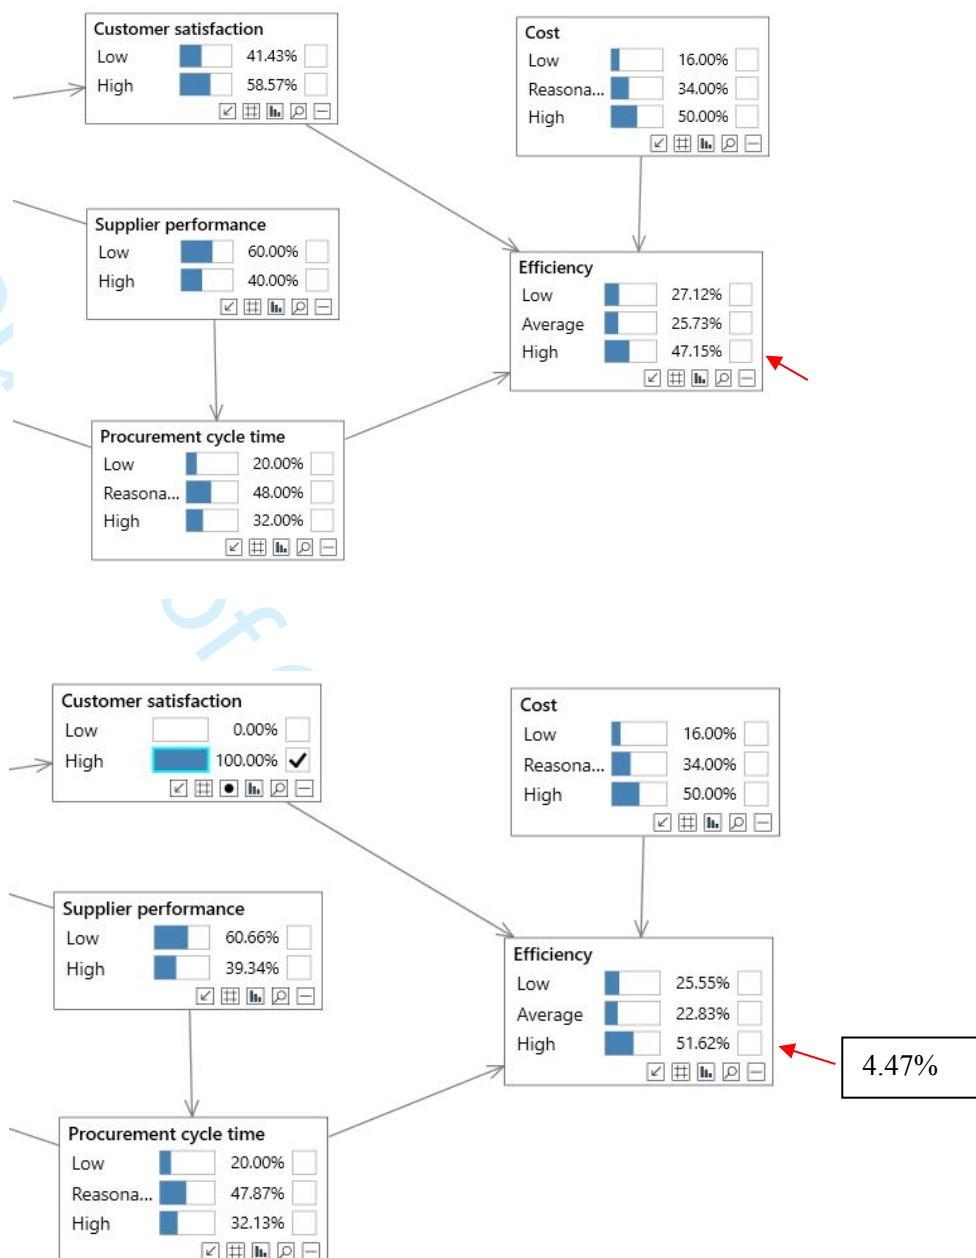 Customer satisfaction
Low 41.43%
High 58.57%
Cost
Low 16.00%
Reasona... 34.00%
High 50.00%
Supplier performance
Low 60.00%
High 40.00%
Efficiency
Low 27.12%
Average 25.73%
High 47.15%
Procurement cycle time
Low 20.00%
Reasona... 48.00%
High 32.00%
of
Customer satisfaction
Low 0.00%
High 100.00%
Cost
Low 16.00%
Reasona... 34.00%
High 50.00%
Supplier performance
Low 60.66%
High 39.34%
Efficiency
Low 25.55%
Average 22.83%
High 51.62%
4.47%
Procurement cycle time
Low 20.00%
Reasona... 47.87%
High 32.13%